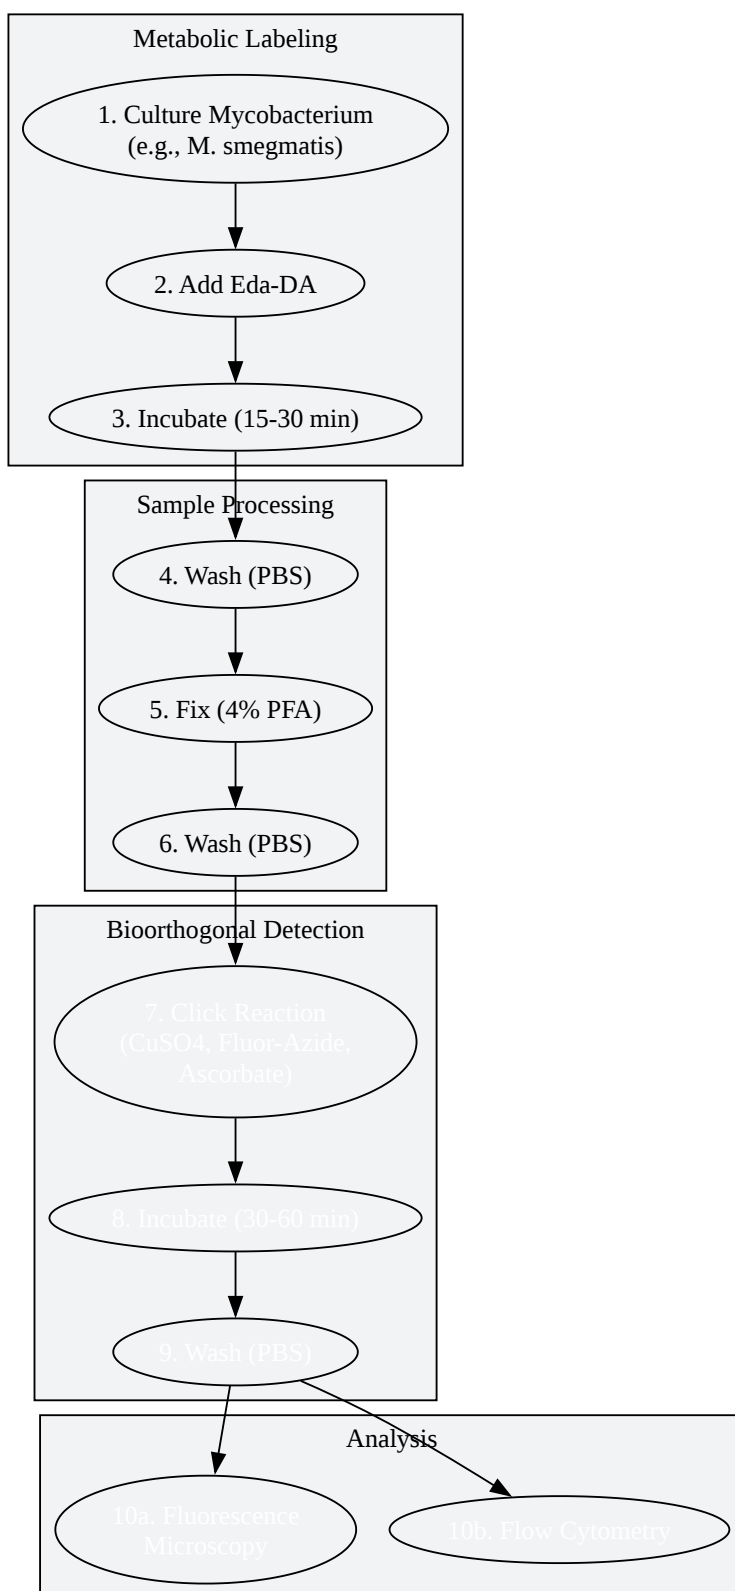 Metabolic Labeling
1. Culture Mycobacterium
(e.g., M. smegmatis)
2. Add Eda-DA
3. Incubate (15-30 min)
Sample Processing
4. Wash (PBS)
5. Fix (4% PFA)
6. Wash (PBS)
Bioorthogonal Detection
7. Click Reaction
(CuSO4, Fluor-Azide,
Ascorbate)
8. Incubate (30-60 min)
9. Wash (PBS)
Analysis
10a. Fluorescence
Microscopy
10b. Flow Cytometry